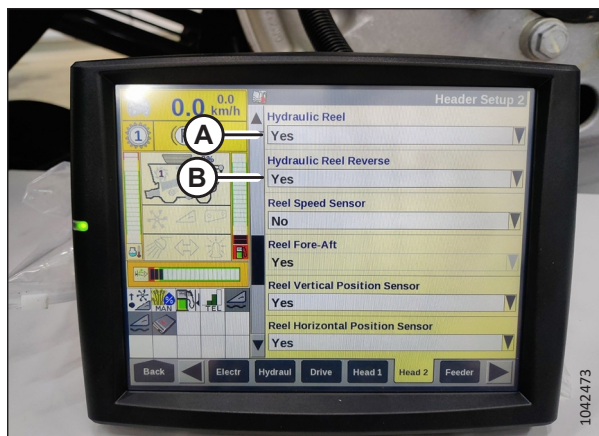 Header Setup 2
0.0 0.0 km/h
Hydraulic Reel
A
Yes
1
Hydraulic Reel Reverse
B
Yes
1
Reel Speed Sensor
No
Reel Fore-Aft
Yes
Reel Vertical Position Sensor
Yes
MAN
TEL
Reel Horizontal Position Sensor
Yes
Back Electr Hydraul Drive Head 1 Head 2 Feeder
1042473